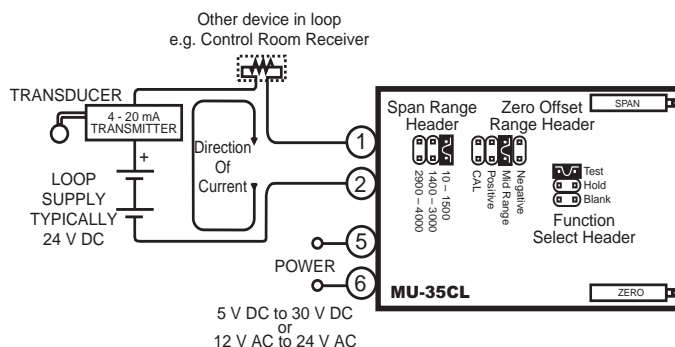 Other device in loop
e.g. Control Room Receiver
TRANSDUCER
4 - 20 mA
TRANSMITTER
+
LOOP
SUPPLY
TYPICALLY
24 V DC
Direction
Of
Current
1
2
5
6
POWER
5 V DC to 30 V DC
or
12 V AC to 24 V AC
Span Range
Header
2900 – 4000
1400 – 3000
10 – 1500
Zero Offset
Range Header
CAL
Positive
Mid Range
Negative
SPAN
Test
Hold
Blank
Function
Select Header
MU-35CL
ZERO